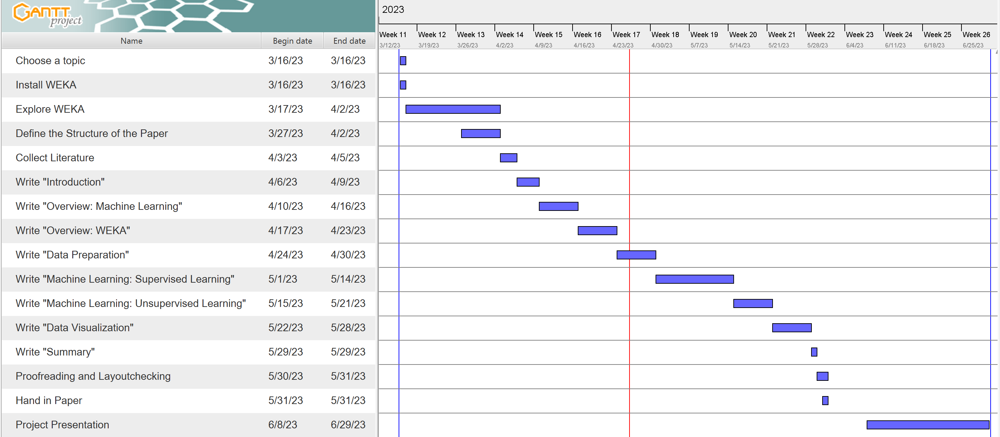 GANTT
project
2023
Week 11 Week 12 Week 13 Week 14 Week 15 Week 16 Week 17 Week 18 Week 19 Week 20 Week 21 Week 22 Week 23 Week 24 Week 25 Week 26
Name Begin date End date
3/12/23 3/19/23 3/26/23 4/2/23 4/9/23 4/16/23 4/23/23 4/30/23 5/7/23 5/14/23 5/21/23 5/28/23 6/4/23 6/11/23 6/18/23 6/25/23
Choose a topic 3/16/23 3/16/23
Install WEKA 3/16/23 3/16/23
Explore WEKA 3/17/23 4/2/23
Define the Structure of the Paper 3/27/23 4/2/23
Collect Literature 4/3/23 4/5/23
Write "Introduction" 4/6/23 4/9/23
Write "Overview: Machine Learning" 4/10/23 4/16/23
Write "Overview: WEKA" 4/17/23 4/23/23
Write "Data Preparation" 4/24/23 4/30/23
Write "Machine Learning: Supervised Learning" 5/1/23 5/14/23
Write "Machine Learning: Unsupervised Learning" 5/15/23 5/21/23
Write "Data Visualization" 5/22/23 5/28/23
Write "Summary" 5/29/23 5/29/23
Proofreading and Layoutchecking 5/30/23 5/31/23
Hand in Paper 5/31/23 5/31/23
Project Presentation 6/8/23 6/29/23